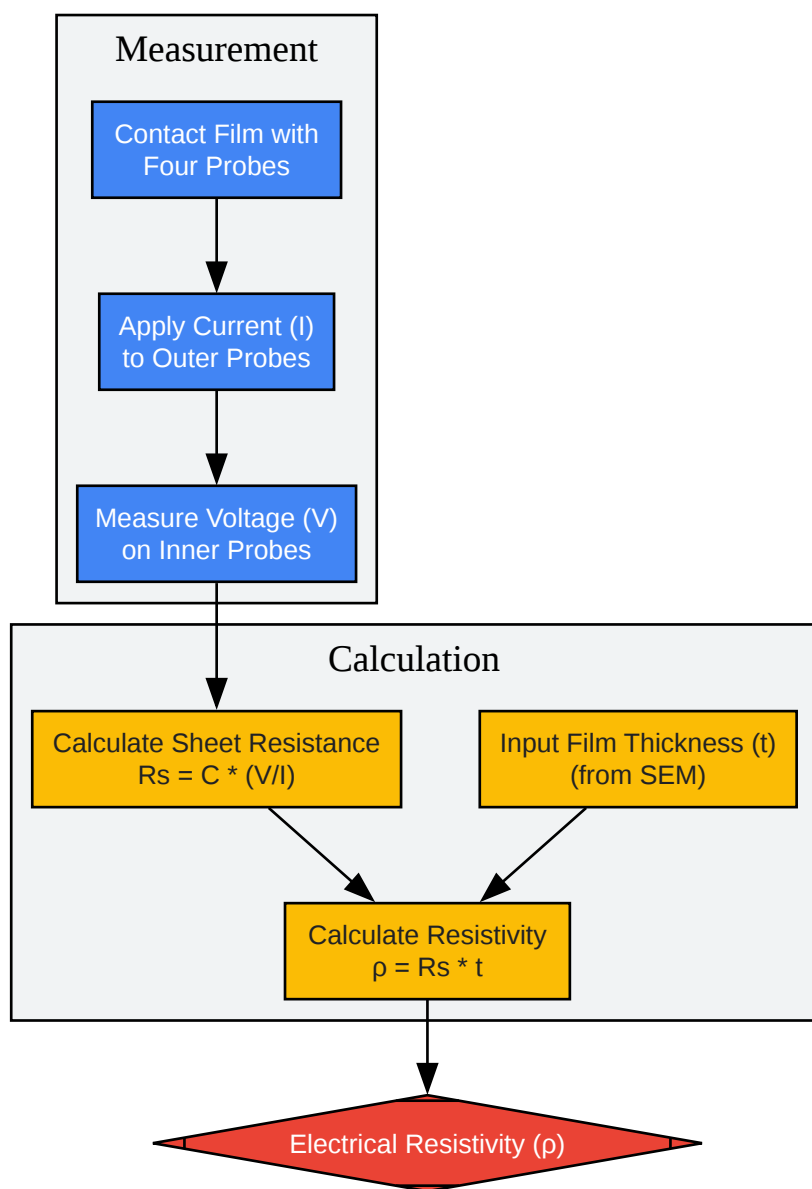 Measurement
Contact Film with
Four Probes
Apply Current (I)
to Outer Probes
Measure Voltage (V)
on Inner Probes
Calculation
Calculate Sheet Resistance
Rs = C * (V/I)
Input Film Thickness (t)
(from SEM)
Calculate Resistivity
ρ = Rs * t
Electrical Resistivity (ρ)